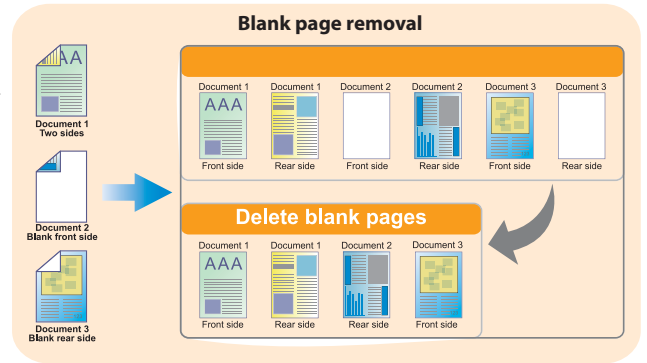 Blank page removal
Document 1
Two sides
Document 2
Blank front side
Document 3
Blank rear side
Document 1 Document 1 Document 2 Document 2 Document 3 Document 3
AAA
Front side Rear side Front side Rear side Front side Rear side
Delete blank pages
Document 1 Document 1 Document 2 Document 3
AAA
Front side Rear side Rear side Front side
AA